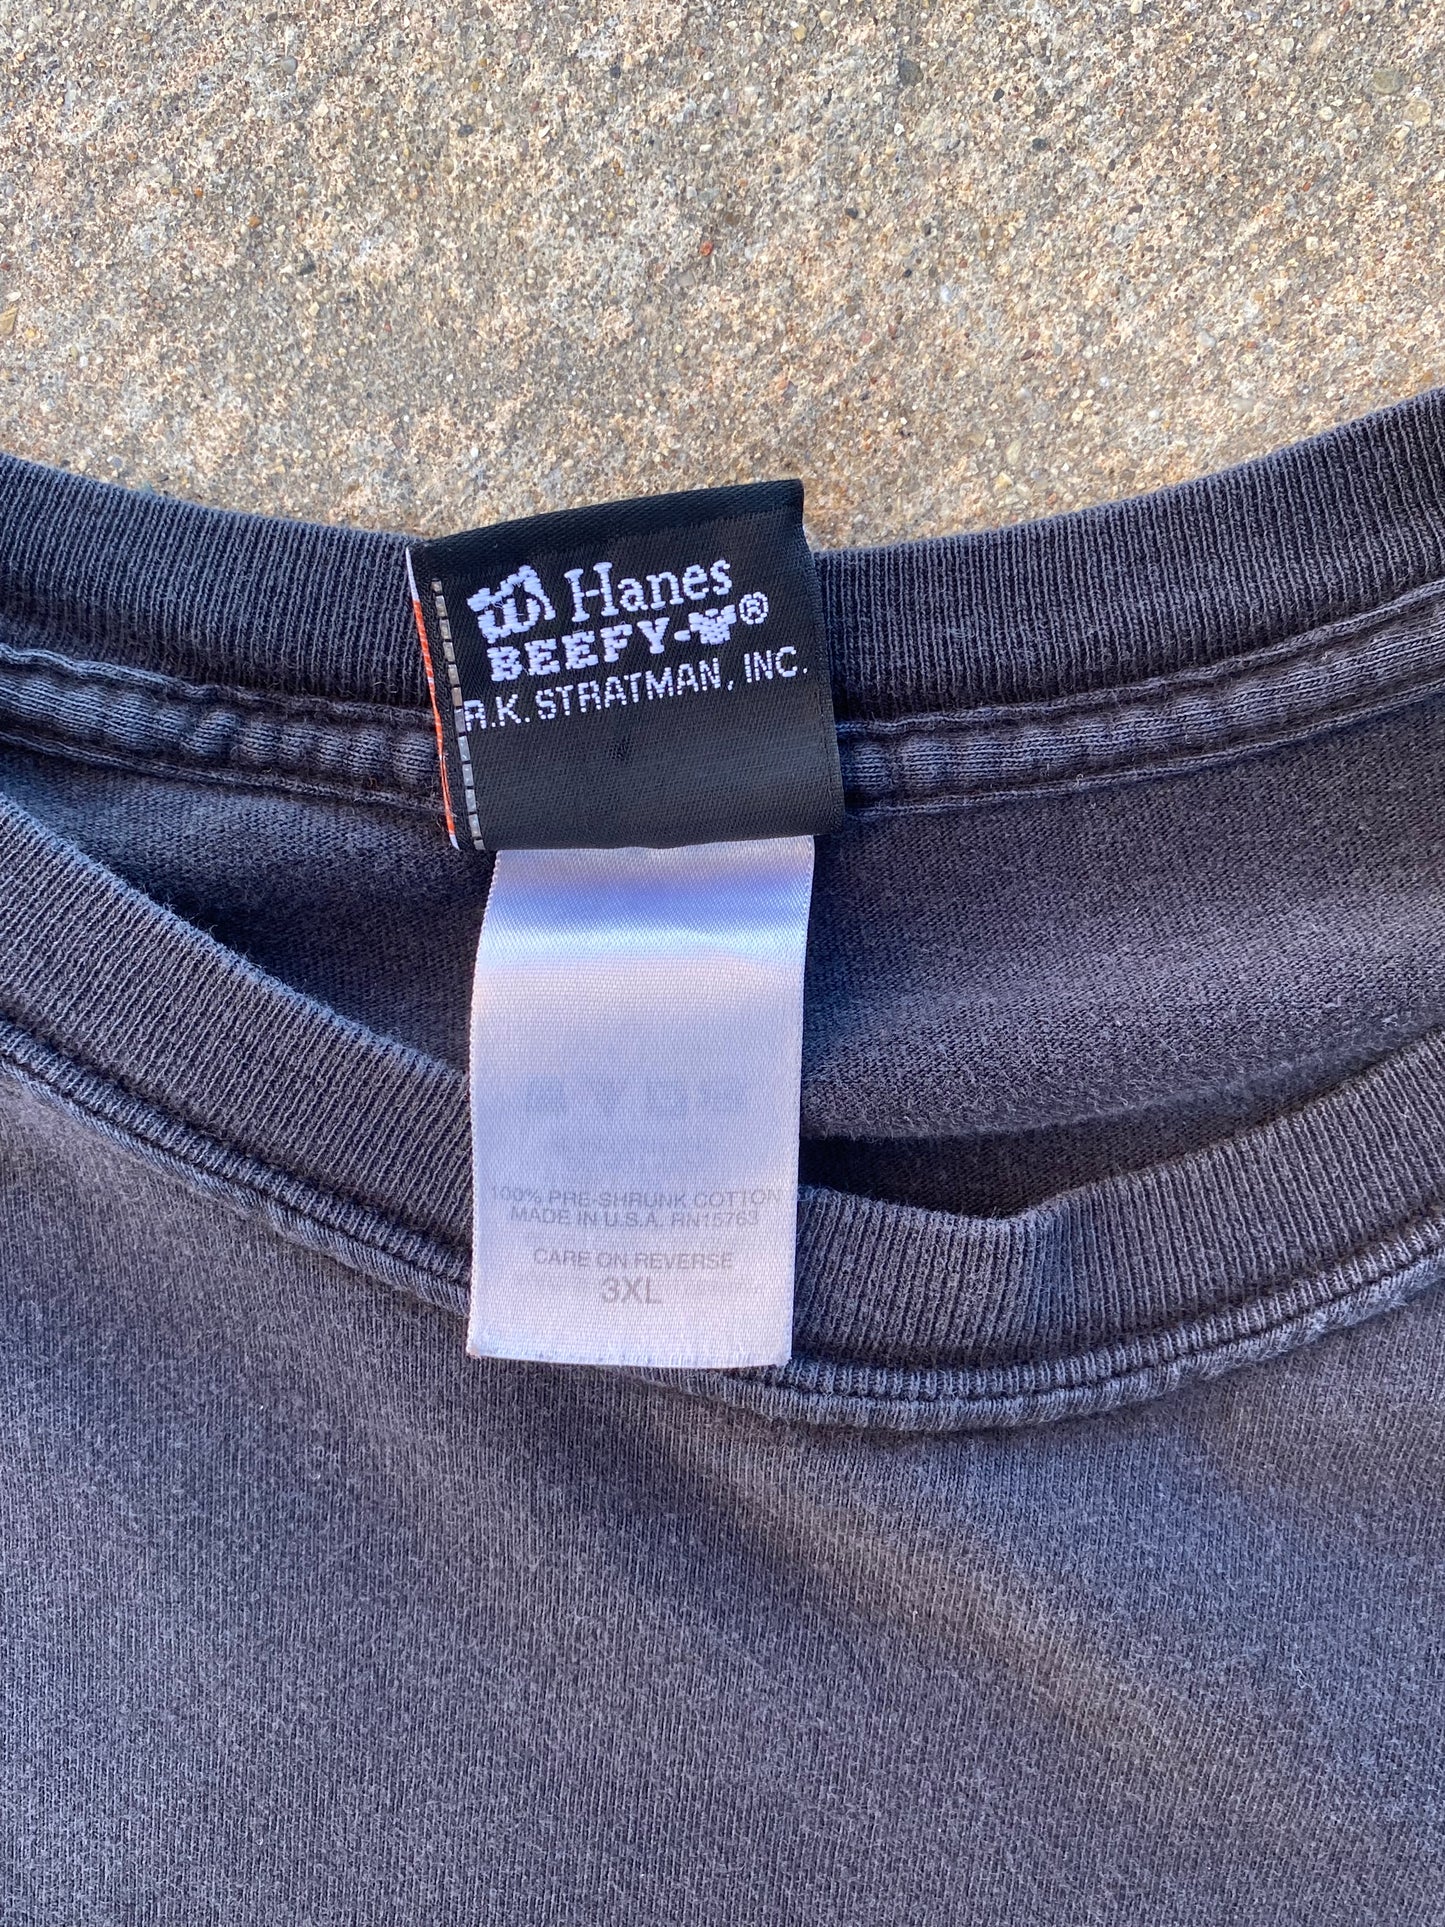 Hanes
BEEFY-®
R.K. STRATMAN, INC.
100% PRE-SHRUNK COTTON
MADE IN U.S.A. RN15763
CARE ON REVERSE
3XL